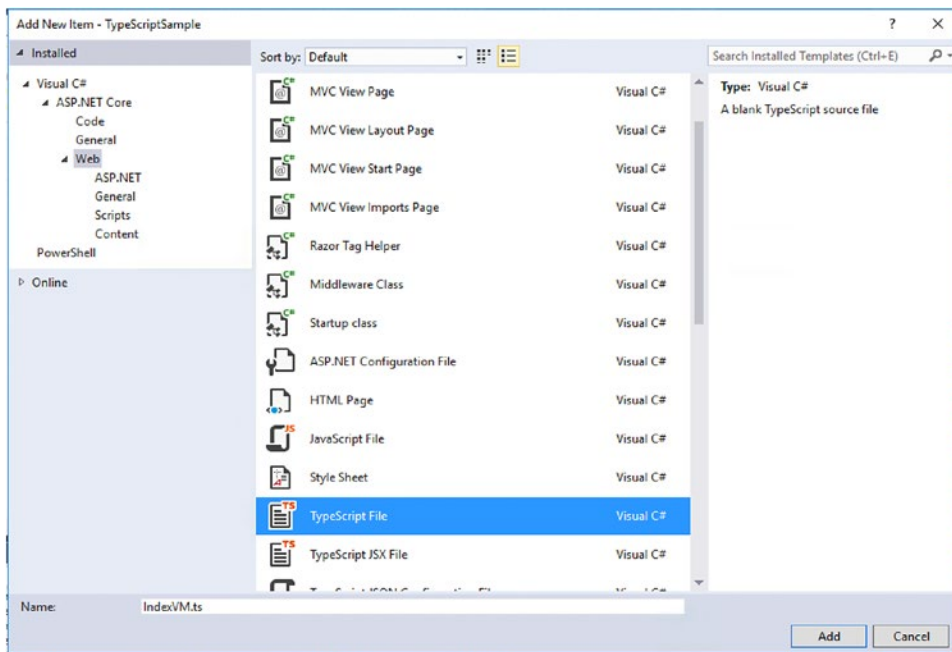 Add New Item - TypeScriptSample
? X
Installed
Sort by: Default
Search Installed Templates (Ctrl+E)
Visual C#
ASP.NET Core
Code
General
Web
ASP.NET
General
Scripts
Content
PowerShell
Online
MVC View Page Visual C#
MVC View Layout Page Visual C#
MVC View Start Page Visual C#
MVC View Imports Page Visual C#
Razor Tag Helper Visual C#
Middleware Class Visual C#
Startup class Visual C#
ASP.NET Configuration File Visual C#
HTML Page Visual C#
JavaScript File Visual C#
Style Sheet Visual C#
TypeScript File Visual C#
TypeScript JSX File Visual C#
Type: Visual C#
A blank TypeScript source file
Name: IndexVM.ts
Add Cancel